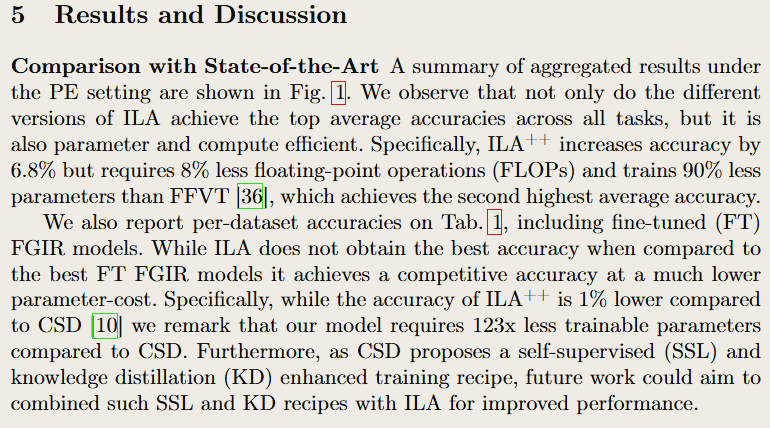 5 Results and Discussion
Comparison with State-of-the-Art A summary of aggregated results under
the PE setting are shown in Fig. 1. We observe that not only do the different
versions of ILA achieve the top average accuracies across all tasks, but it is
also parameter and compute efficient. Specifically, ILA++ increases accuracy by
6.8% but requires 8% less floating-point operations (FLOPs) and trains 90% less
parameters than FFVT [36], which achieves the second highest average accuracy.
We also report per-dataset accuracies on Tab. 1, including fine-tuned (FT)
FGIR models. While ILA does not obtain the best accuracy when compared to
the best FT FGIR models it achieves a competitive accuracy at a much lower
parameter-cost. Specifically, while the accuracy of ILA++ is 1% lower compared
to CSD [10] we remark that our model requires 123x less trainable parameters
compared to CSD. Furthermore, as CSD proposes a self-supervised (SSL) and
knowledge distillation (KD) enhanced training recipe, future work could aim to
combined such SSL and KD recipes with ILA for improved performance.